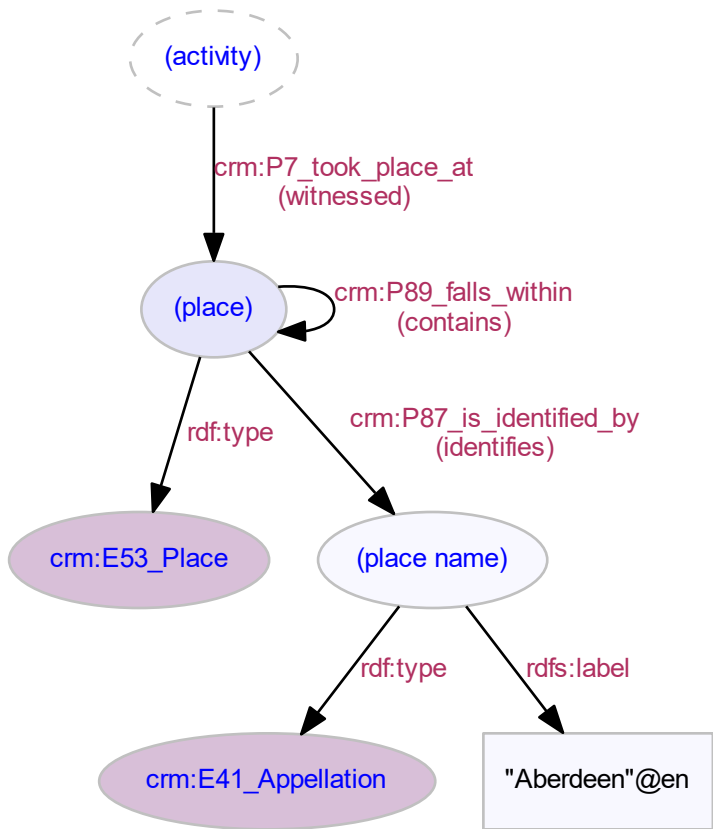 (activity)
crm:P7_took_place_at
(witnessed)
(place)
crm:P89_falls_within
(contains)
rdf:type
crm:P87_is_identified_by
(identifies)
crm:E53_Place
(place name)
rdf:type
rdfs:label
crm:E41_Appellation
"Aberdeen"@en